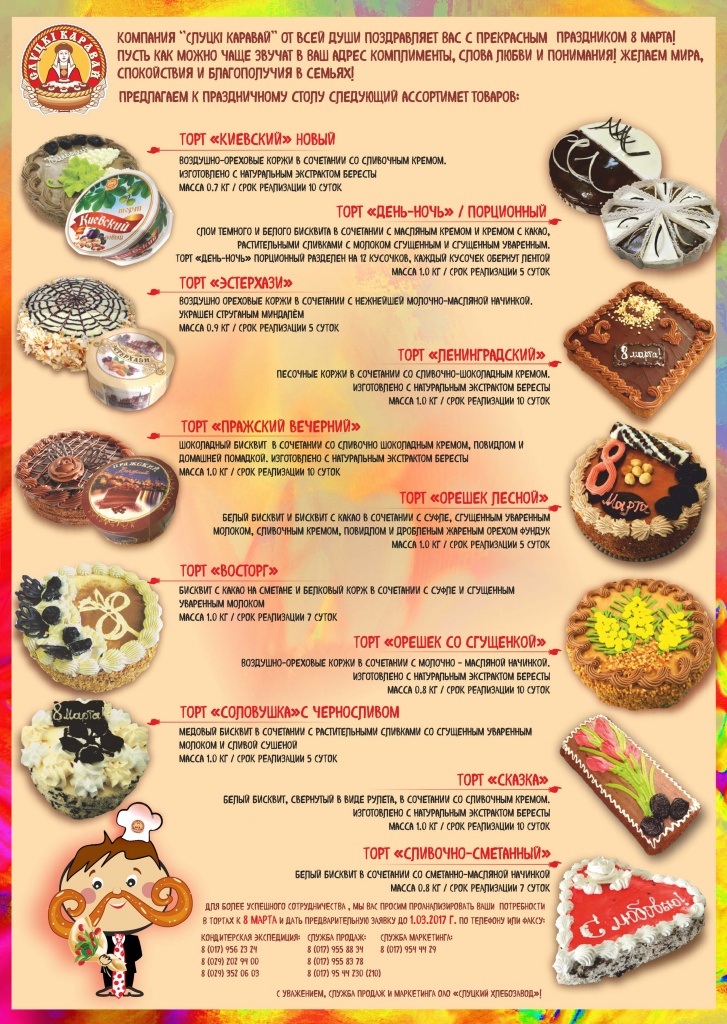 СЛУЦКІ КАРАВАЙ
КОМПАНИЯ "СЛУЦКІ КАРАВАЙ" ОТ ВСЕЙ ДУШИ ПОЗДРАВЛЯЕТ ВАС С ПРЕКРАСНЫМ ПРАЗДНИКОМ 8 МАРТА!
ПУСТЬ КАК МОЖНО ЧАЩЕ ЗВУЧАТ В ВАШ АДРЕС КОМПЛИМЕНТЫ, СЛОВА ЛЮБВИ И ПОНИМАНИЯ! ЖЕЛАЕМ МИРА,
СПОКОЙСТВИЯ И БЛАГОПОЛУЧИЯ В СЕМЬЯХ!
ПРЕДЛАГАЕМ К ПРАЗДНИЧНОМУ СТОЛУ СЛЕДУЮЩИЙ АССОРТИМЕТ ТОВАРОВ:
ТОРТ «КИЕВСКИЙ» НОВЫЙ
ВОЗДУШНО-ОРЕХОВЫЕ КОРЖИ В СОЧЕТАНИИ СО СЛИВОЧНЫМ КРЕМОМ.
ИЗГОТОВЛЕНО С НАТУРАЛЬНЫМ ЭКСТРАКТОМ БЕРЕСТЫ
МАССА 0.7 КГ / СРОК РЕАЛИЗАЦИИ 10 СУТОК
торт
Киевский
ТОРТ «ДЕНЬ-НОЧЬ» / ПОРЦИОННЫЙ
СЛОИ ТЕМНОГО И БЕЛОГО БИСКВИТА В СОЧЕТАНИИ С МАСЛЯНЫМ КРЕМОМ И КРЕМОМ С КАКАО,
РАСТИТЕЛЬНЫМИ СЛИВКАМИ С МОЛОКОМ СГУЩЕННЫМ И СГУЩЕННЫМ УВАРЕННЫМ.
ТОРТ «ДЕНЬ-НОЧЬ» ПОРЦИОННЫЙ РАЗДЕЛЕН НА 12 КУСОЧКОВ, КАЖДЫЙ КУСОЧЕК ОБЕРНУТ ЛЕНТОЙ
МАССА 1.0 КГ / СРОК РЕАЛИЗАЦИИ 5 СУТОК
ТОРТ «ЭСТЕРХАЗИ»
ВОЗДУШНО ОРЕХОВЫЕ КОРЖИ В СОЧЕТАНИИ С НЕЖНЕЙШЕЙ МОЛОЧНО-МАСЛЯНОЙ НАЧИНКОЙ.
УКРАШЕН СТРУГАНЫМ МИНДАЛЁМ
МАССА 0.9 КГ / СРОК РЕАЛИЗАЦИИ 5 СУТОК
ЭСТЕРХАЗИ
ТОРТ «ЛЕНИНГРАДСКИЙ»
ПЕСОЧНЫЕ КОРЖИ В СОЧЕТАНИИ СО СЛИВОЧНО-ШОКОЛАДНЫМ КРЕМОМ.
ИЗГОТОВЛЕНО С НАТУРАЛЬНЫМ ЭКСТРАКТОМ БЕРЕСТЫ
МАССА 1.0 КГ / СРОК РЕАЛИЗАЦИИ 10 СУТОК
8 марта!
ТОРТ «ПРАЖСКИЙ ВЕЧЕРНИЙ»
ШОКОЛАДНЫЙ БИСКВИТ В СОЧЕТАНИИ СО СЛИВОЧНО ШОКОЛАДНЫМ КРЕМОМ, ПОВИДЛОМ И
ДОМАШНЕЙ ПОМАДКОЙ. ИЗГОТОВЛЕНО С НАТУРАЛЬНЫМ ЭКСТРАКТОМ БЕРЕСТЫ
МАССА 1.0 КГ / СРОК РЕАЛИЗАЦИИ 10 СУТОК
ПРАЖСКИЙ
ТОРТ «ОРЕШЕК ЛЕСНОЙ»
БЕЛЫЙ БИСКВИТ И БИСКВИТ С КАКАО В СОЧЕТАНИИ С СУФЛЕ, СГУЩЕННЫМ УВАРЕННЫМ
МОЛОКОМ, СЛИВОЧНЫМ КРЕМОМ, ПОВИДЛОМ И ДРОБЛЕНЫМ ЖАРЕНЫМ ОРЕХОМ ФУНДУК
МАССА 1.0 КГ / СРОК РЕАЛИЗАЦИИ 5 СУТОК
8
Марта
ТОРТ «ВОСТОРГ»
БИСКВИТ С КАКАО НА СМЕТАНЕ И БЕЛКОВЫЙ КОРЖ В СОЧЕТАНИИ С СУФЛЕ И СГУЩЕННЫМ
УВАРЕННЫМ МОЛОКОМ
МАССА 1.0 КГ / СРОК РЕАЛИЗАЦИИ 7 СУТОК
8
ТОРТ «ОРЕШЕК СО СГУЩЕНКОЙ»
ВОЗДУШНО-ОРЕХОВЫЕ КОРЖИ В СОЧЕТАНИИ С МОЛОЧНО - МАСЛЯНОЙ НАЧИНКОЙ.
ИЗГОТОВЛЕНО С НАТУРАЛЬНЫМ ЭКСТРАКТОМ БЕРЕСТЫ
МАССА 0.8 КГ / СРОК РЕАЛИЗАЦИИ 10 СУТОК
ТОРТ «СОЛОВУШКА»С ЧЕРНОСЛИВОМ
МЕДОВЫЙ БИСКВИТ В СОЧЕТАНИИ С РАСТИТЕЛЬНЫМИ СЛИВКАМИ СО СГУЩЕННЫМ УВАРЕННЫМ
МОЛОКОМ И СЛИВОЙ СУШЕНОЙ
МАССА 1.0 КГ / СРОК РЕАЛИЗАЦИИ 5 СУТОК
8 Марта!
ТОРТ «СКАЗКА»
БЕЛЫЙ БИСКВИТ, СВЕРНУТЫЙ В ВИДЕ РУЛЕТА, В СОЧЕТАНИИ СО СЛИВОЧНЫМ КРЕМОМ.
ИЗГОТОВЛЕНО С НАТУРАЛЬНЫМ ЭКСТРАКТОМ БЕРЕСТЫ
МАССА 1.0 КГ / СРОК РЕАЛИЗАЦИИ 10 СУТОК
ТОРТ «СЛИВОЧНО-СМЕТАННЫЙ»
БЕЛЫЙ БИСКВИТ В СОЧЕТАНИИ СО СМЕТАННО-МАСЛЯНОЙ НАЧИНКОЙ
МАССА 0.8 КГ / СРОК РЕАЛИЗАЦИИ 7 СУТОК
С любовью!
ДЛЯ БОЛЕЕ УСПЕШНОГО СОТРУДНИЧЕСТВА , МЫ ВАС ПРОСИМ ПРОАНАЛИЗИРОВАТЬ ВАШИ ПОТРЕБНОСТИ
В ТОРТАХ К 8 МАРТА И ДАТЬ ПРЕДВАРИТЕЛЬНУЮ ЗАЯВКУ ДО 1.03.2017 Г. ПО ТЕЛЕФОНУ ИЛИ ФАКСУ:
КОНДИТЕРСКАЯ ЭКСПЕДИЦИЯ: СЛУЖБА ПРОДАЖ: СЛУЖБА МАРКЕТИНГА:
8 (017) 956 23 24 8 (017) 955 88 34 8 (017) 954 44 29
8 (029) 202 94 00 8 (017) 955 83 78
8 (029) 352 06 03 8 (017) 95 44 230 (210)
С УВАЖЕНИЕМ, СЛУЖБА ПРОДАЖ И МАРКЕТИНГА ОАО «СЛУЦКИЙ ХЛЕБОЗАВОД»!